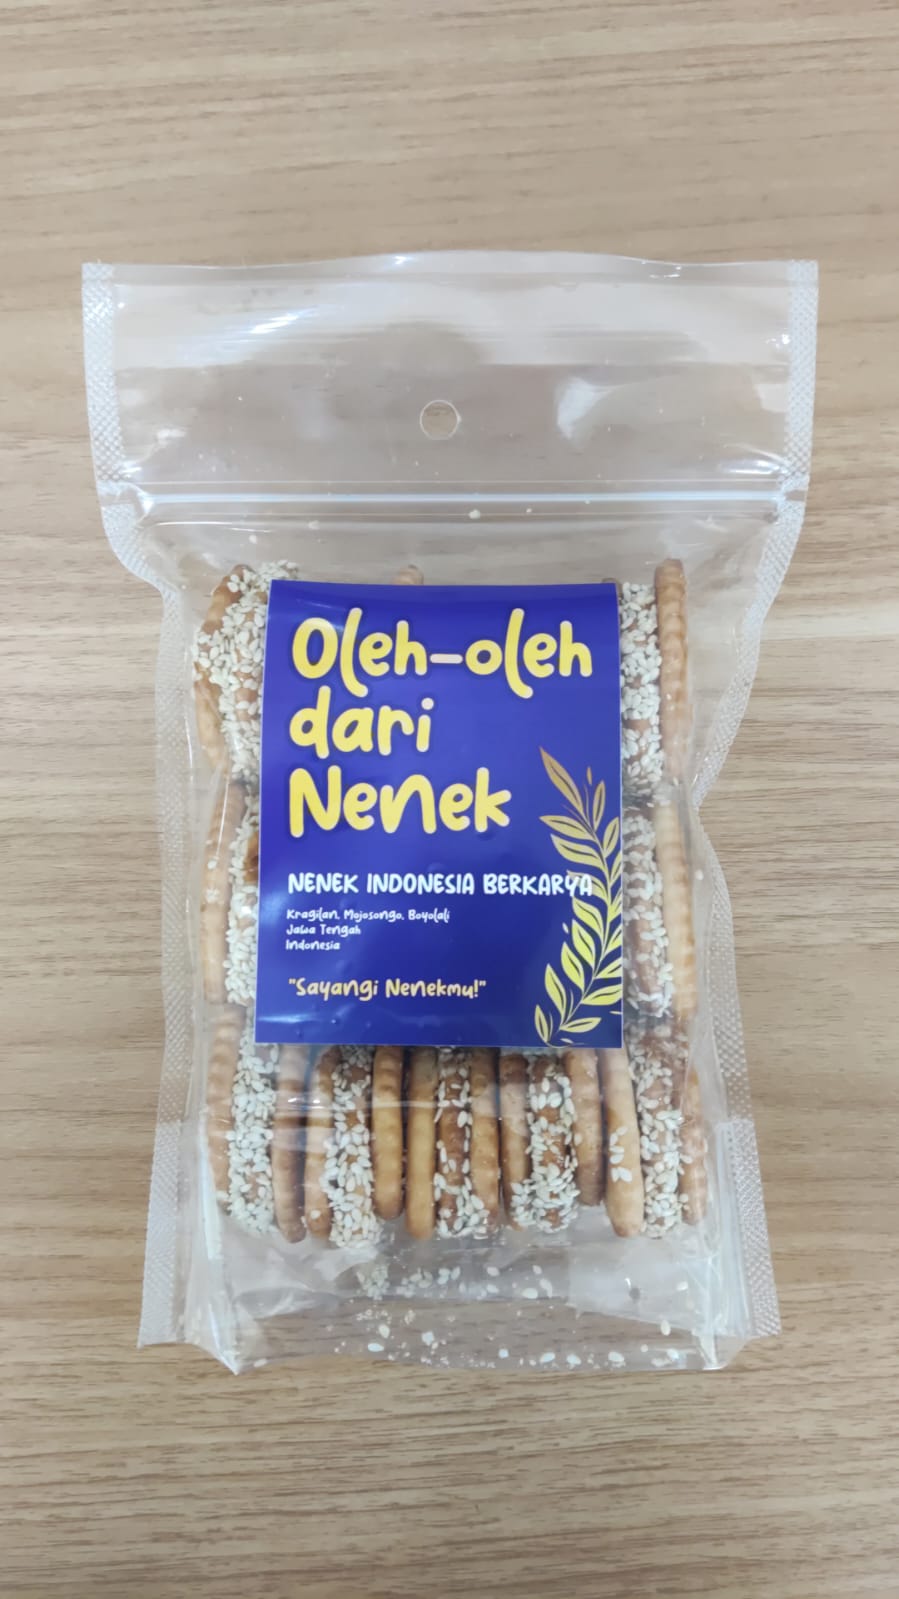 Oleh-oleh
dari
Nenek
NENEK INDONESIA BERKARYA
Kragilan, Mojosongo, Boyolali
Jawa Tengah
Indonesia
"Sayangi Nenekmu!"